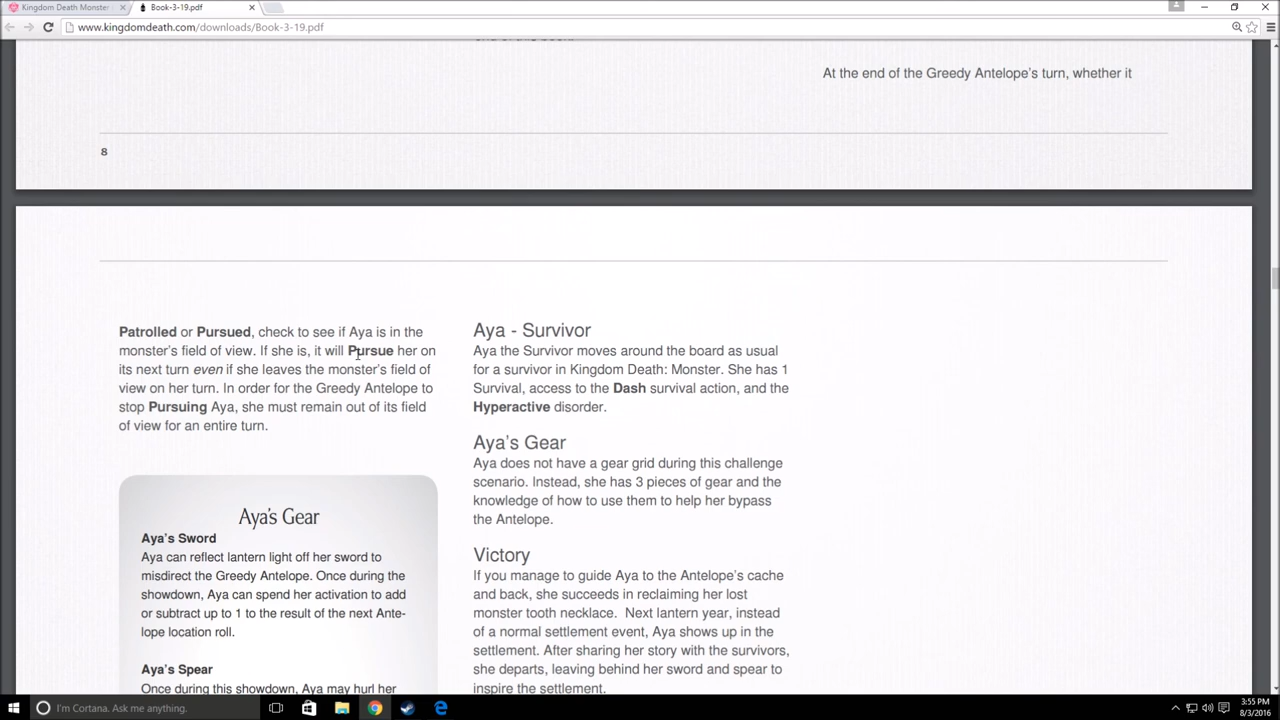 Kingdom Death Monster
Book-3-19.pdf
www.kingdomdeath.com/downloads/Book-3-19.pdf
At the end of the Greedy Antelope's turn, whether it
8
Patrolled or Pursued, check to see if Aya is in the
monster's field of view. If she is, it will Pursue her on
its next turn even if she leaves the monster's field of
view on her turn. In order for the Greedy Antelope to
stop Pursuing Aya, she must remain out of its field
of view for an entire turn.
Aya's Gear
Aya's Sword
Aya can reflect lantern light off her sword to
misdirect the Greedy Antelope. Once during the
showdown, Aya can spend her activation to add
or subtract up to 1 to the result of the next Ante-
lope location roll.
Aya's Spear
Once during this showdown, Aya may hurl her
Aya - Survivor
Aya the Survivor moves around the board as usual
for a survivor in Kingdom Death: Monster. She has 1
Survival, access to the Dash survival action, and the
Hyperactive disorder.
Aya's Gear
Aya does not have a gear grid during this challenge
scenario. Instead, she has 3 pieces of gear and the
knowledge of how to use them to help her bypass
the Antelope.
Victory
If you manage to guide Aya to the Antelope's cache
and back, she succeeds in reclaiming her lost
monster tooth necklace. Next lantern year, instead
of a normal settlement event, Aya shows up in the
settlement. After sharing her story with the survivors,
she departs, leaving behind her sword and spear to
inspire the settlement.
I'm Cortana. Ask me anything.
3:55 PM
8/3/2016